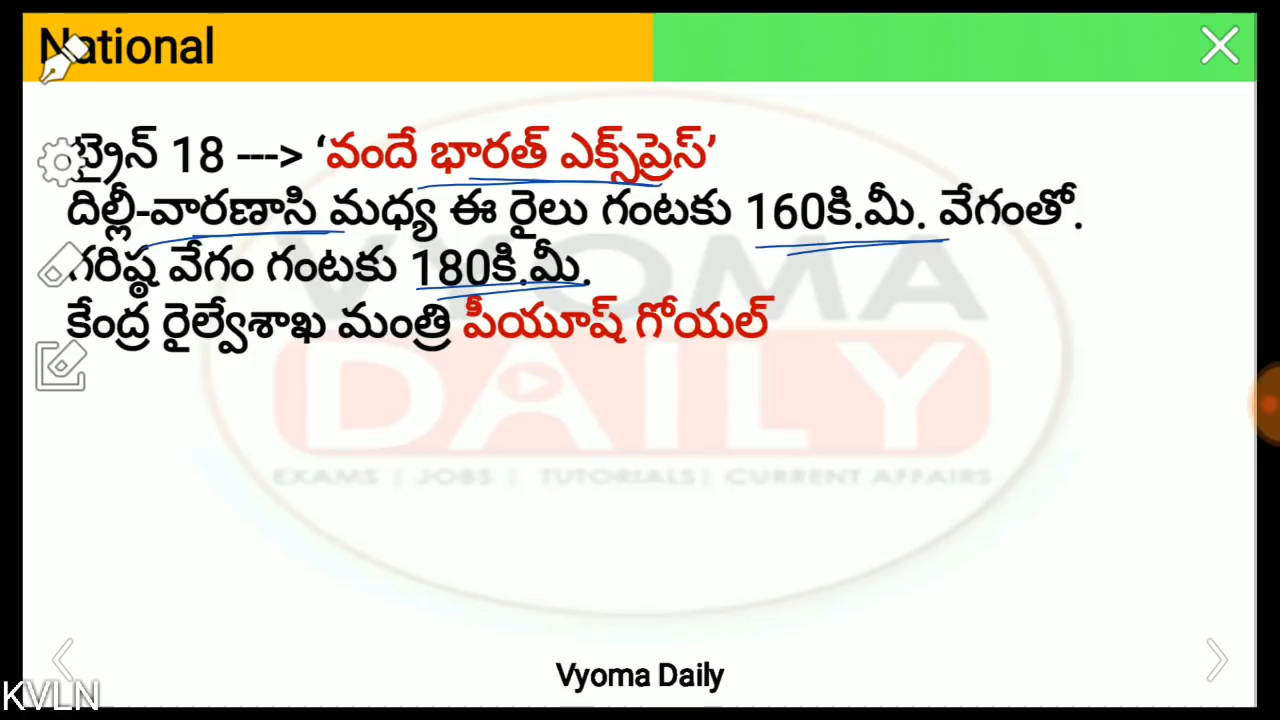 National
ట్రైన్ 18 ---> ‘వందే భారత్ ఎక్స్‌ప్రెస్’
దిల్లీ-వారణాసి మధ్య ఈ రైలు గంటకు 160కి.మీ. వేగంతో.
గరిష్ఠ వేగం గంటకు 180కి.మీ.
కేంద్ర రైల్వేశాఖ మంత్రి పీయూష్ గోయల్
VYOMA
DAILY
EXAMS | JOBS | TUTORIALS | CURRENT AFFAIRS
Vyoma Daily
KVLN